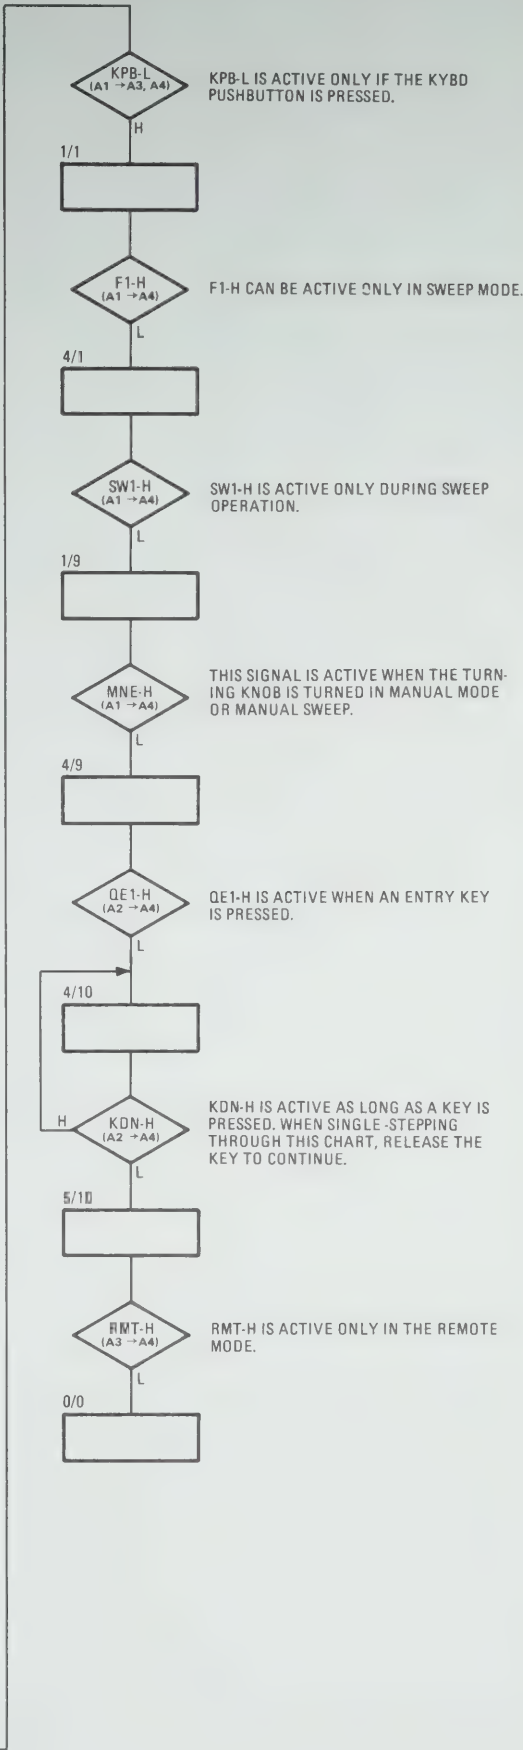 KPB-L
(A1 →A3, A4)
KPB-L IS ACTIVE ONLY IF THE KYBD
PUSHBUTTON IS PRESSED.
H
1/1
F1-H
(A1 →A4)
F1-H CAN BE ACTIVE ONLY IN SWEEP MODE.
L
4/1
SW1-H
(A1 →A4)
SW1-H IS ACTIVE ONLY DURING SWEEP
OPERATION.
L
1/9
MNE-H
(A1 →A4)
THIS SIGNAL IS ACTIVE WHEN THE TURN-
ING KNOB IS TURNED IN MANUAL MODE
OR MANUAL SWEEP.
L
4/9
QE1-H
(A2 →A4)
QE1-H IS ACTIVE WHEN AN ENTRY KEY
IS PRESSED.
L
4/10
H
KDN-H
(A2 →A4)
KDN-H IS ACTIVE AS LONG AS A KEY IS
PRESSED. WHEN SINGLE-STEPPING
THROUGH THIS CHART, RELEASE THE
KEY TO CONTINUE.
L
5/10
RMT-H
(A3 →A4)
RMT-H IS ACTIVE ONLY IN THE REMOTE
MODE.
L
0/0